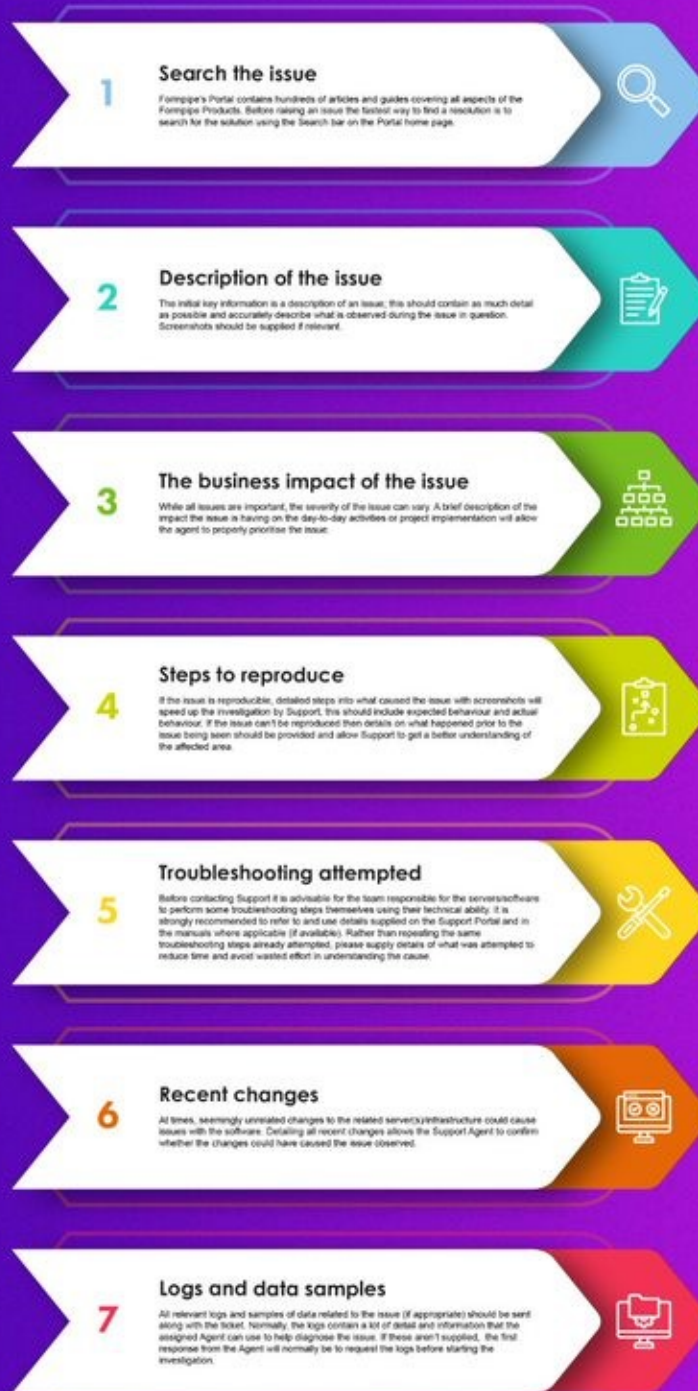 1
Search the issue
Formpipe's Portal contains hundreds of articles and guides covering all aspects of the
Formpipe Products. Before raising an issue the fastest way to find a resolution is to
search for the solution using the Search bar on the Portal home page.
2
Description of the issue
The initial key information is a description of an issue; this should contain as much detail
as possible and accurately describe what is observed during the issue in question.
Screenshots should be supplied if relevant.
3
The business impact of the issue
While all issues are important, the severity of the issue can vary. A brief description of the
impact the issue is having on the day-to-day activities or project implementation will allow
the agent to properly prioritise the issue.
4
Steps to reproduce
If the issue is reproducible, detailed steps into what caused the issue with screenshots will
speed up the investigation by Support, this should include expected behaviour and actual
behaviour. If the issue can't be reproduced then details on what happened prior to the
issue being seen should be provided and allow Support to get a better understanding of
the affected area.
5
Troubleshooting attempted
Before contacting Support it is advisable for the team responsible for the servers/software
to perform some troubleshooting steps themselves using their technical ability. It is
strongly recommended to refer to and use details supplied on the Support Portal and in
the manuals where applicable (if available). Rather than repeating the same
troubleshooting steps already attempted, please supply details of what was attempted to
reduce time and avoid wasted effort in understanding the cause.
6
Recent changes
At times, seemingly unrelated changes to the related server(s)/infrastructure could cause
issues with the software. Detailing all recent changes allows the Support Agent to confirm
whether the changes could have caused the issue observed.
7
Logs and data samples
All relevant logs and samples of data related to the issue (if appropriate) should be sent
along with the ticket. Normally, the logs contain a lot of detail and information that the
assigned Agent can use to help diagnose the issue. If these aren't supplied, the first
response from the Agent will normally be to request the logs before starting the
investigation.